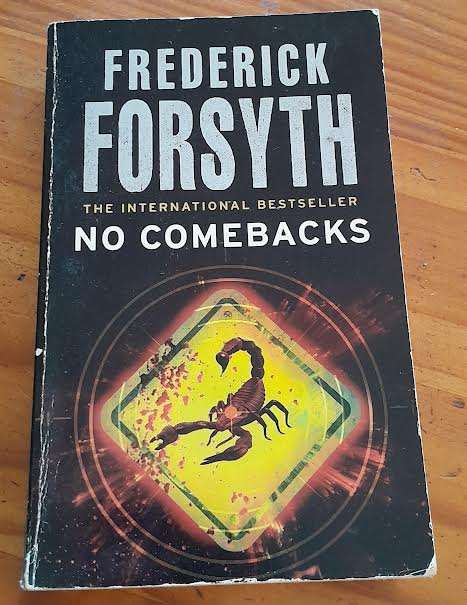 FREDERICK
FORSYTH
THE INTERNATIONAL BESTSELLER
NO COMEBACKS